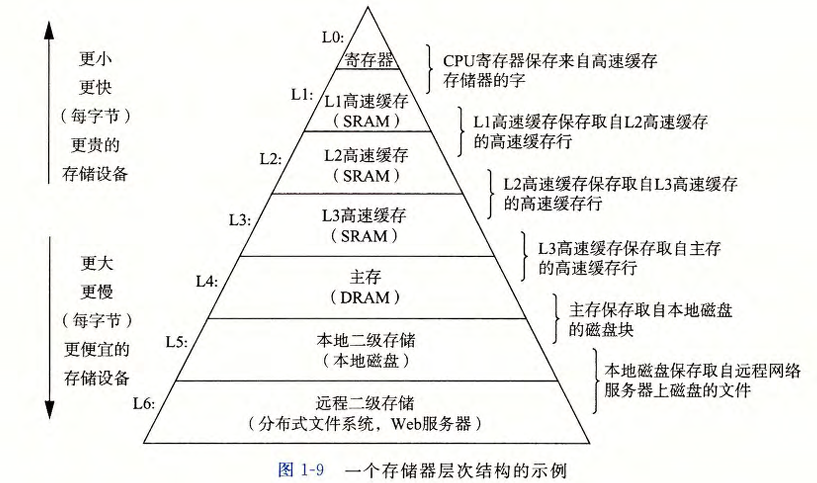 更小
更快
（每字节）
更贵的
存储设备
更大
更慢
（每字节）
更便宜的
存储设备
L0:
寄存器
L1:
L1高速缓存
（SRAM）
L2:
L2高速缓存
（SRAM）
L3:
L3高速缓存
（SRAM）
L4:
主存
（DRAM）
L5:
本地二级存储
（本地磁盘）
L6:
远程二级存储
（分布式文件系统，Web服务器）
CPU寄存器保存来自高速缓存
存储器的字
L1高速缓存保存取自L2高速缓存
的高速缓存行
L2高速缓存保存取自L3高速缓存
的高速缓存行
L3高速缓存保存取自主存
的高速缓存行
主存保存取自本地磁盘
的磁盘块
本地磁盘保存取自远程网络
服务器上磁盘的文件
图 1-9 一个存储器层次结构的示例